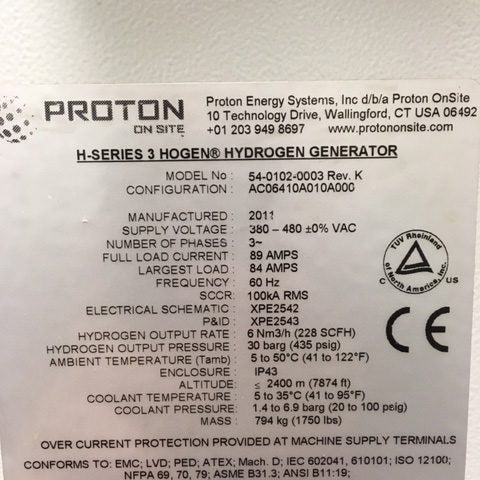 PROTON
ON SITE
Proton Energy Systems, Inc d/b/a Proton OnSite
10 Technology Drive, Wallingford, CT USA 06492
+01 203 949 8697 www.protononsite.com
H-SERIES 3 HOGEN® HYDROGEN GENERATOR
MODEL No : 54-0102-0003 Rev. K
CONFIGURATION : AC06410A010A000
MANUFACTURED : 2011
SUPPLY VOLTAGE : 380 - 480 ±0% VAC
NUMBER OF PHASES : 3~
FULL LOAD CURRENT : 89 AMPS
LARGEST LOAD : 84 AMPS
FREQUENCY : 60 Hz
SCCR: 100kA RMS
ELECTRICAL SCHEMATIC : XPE2542
P&ID : XPE2543
HYDROGEN OUTPUT RATE : 6 Nm3/h (228 SCFH)
HYDROGEN OUTPUT PRESSURE : 30 barg (435 psig)
AMBIENT TEMPERATURE (Tamb) : 5 to 50°C (41 to 122°F)
ENCLOSURE : IP43
ALTITUDE: ≤ 2400 m (7874 ft)
COOLANT TEMPERATURE : 5 to 35°C (41 to 95°F)
COOLANT PRESSURE : 1.4 to 6.9 barg (20 to 100 psig)
MASS : 794 kg (1750 lbs)
TUV Rheinland
of North America, Inc.
C US
CE
OVER CURRENT PROTECTION PROVIDED AT MACHINE SUPPLY TERMINALS
CONFORMS TO: EMC; LVD; PED; ATEX; Mach. D; IEC 602041, 610101; ISO 12100;
NFPA 69, 70, 79; ASME B31.3; ANSI B11:19;